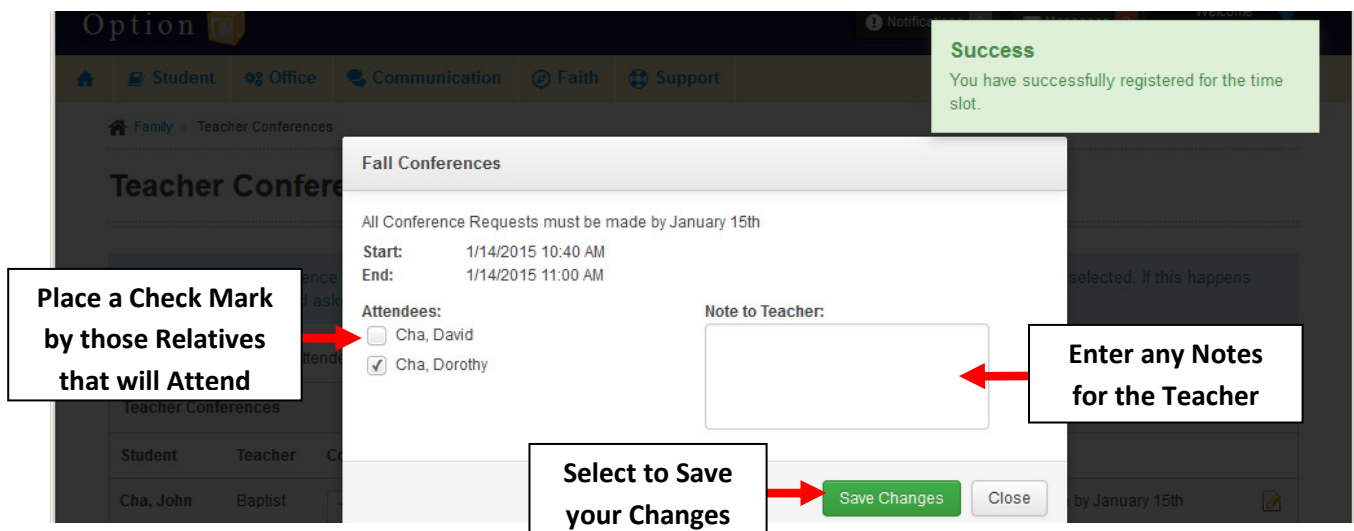 Option
Notifications
Welcome
Success
You have successfully registered for the time
slot.
Student Office Communication Faith Support
Family Teacher Conferences
Teacher Confere
Fall Conferences
All Conference Requests must be made by January 15th
Start: 1/14/2015 10:40 AM
End: 1/14/2015 11:00 AM
selected. If this happens
Place a Check Mark
by those Relatives
that will Attend
Attendees:
Cha, David
Cha, Dorothy
Note to Teacher:
Enter any Notes
for the Teacher
Teacher Conferences
Student Teacher
Cha, John Baptist
by January 15th
Select to Save
your Changes
Save Changes Close